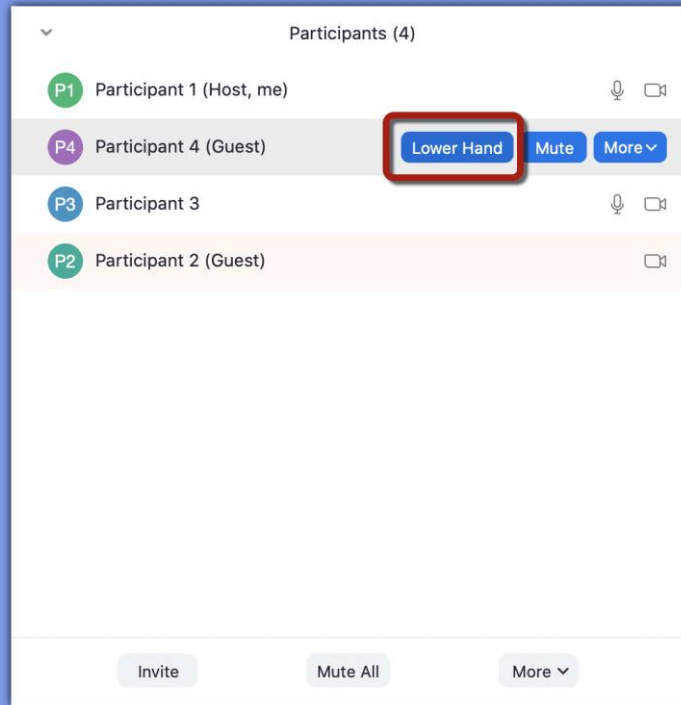 Participants (4)
P1 Participant 1 (Host, me)
P4 Participant 4 (Guest) Lower Hand Mute More
P3 Participant 3
P2 Participant 2 (Guest)
Invite Mute All More